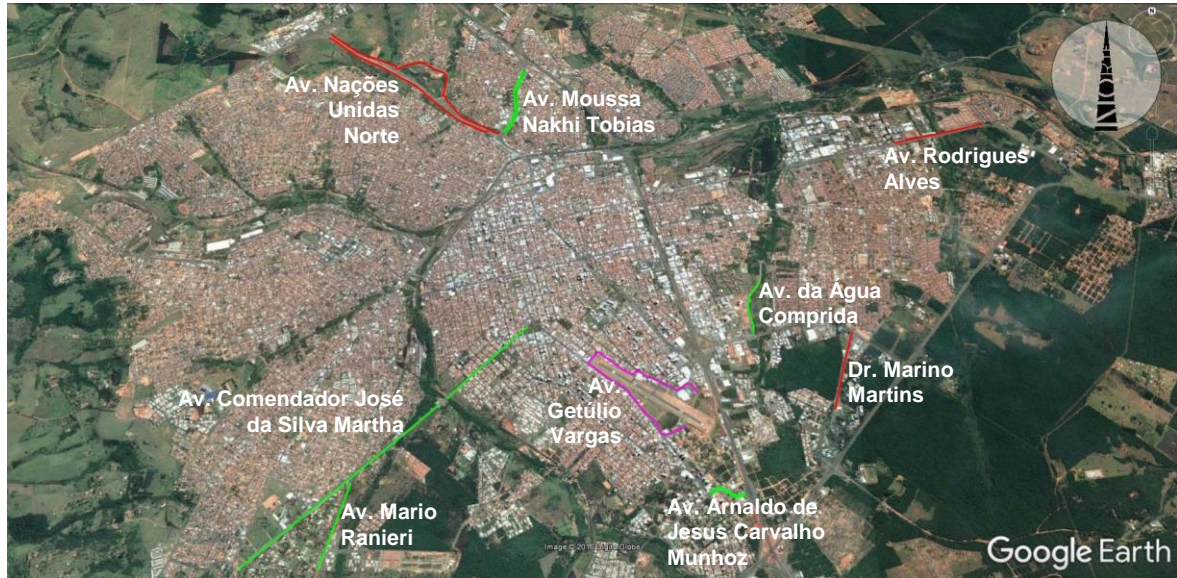 Av. Nações
Unidas
Norte
Av. Moussa
Nakhi Tobias
N
Av. Rodrigues
Alves
Av. da Água
Comprida
Dr. Marino
Martins
Av. Comendador José
da Silva Martha
Av.
Getúlio
Vargas
Av. Mario
Ranieri
Av. Arnaldo de
Jesus Carvalho
Munhoz
Image ©
Google Earth